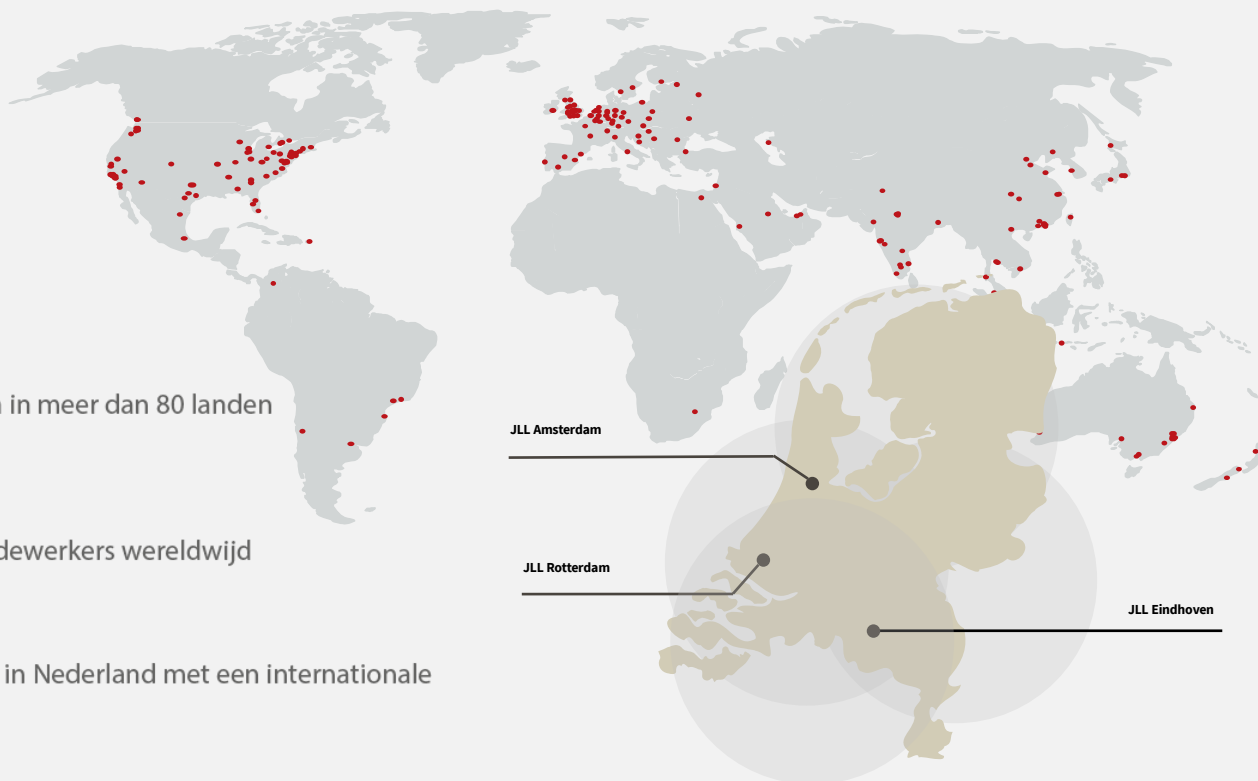 in meer dan 80 landen
JLL Amsterdam
dewerkers wereldwijd
JLL Rotterdam
JLL Eindhoven
in Nederland met een internationale